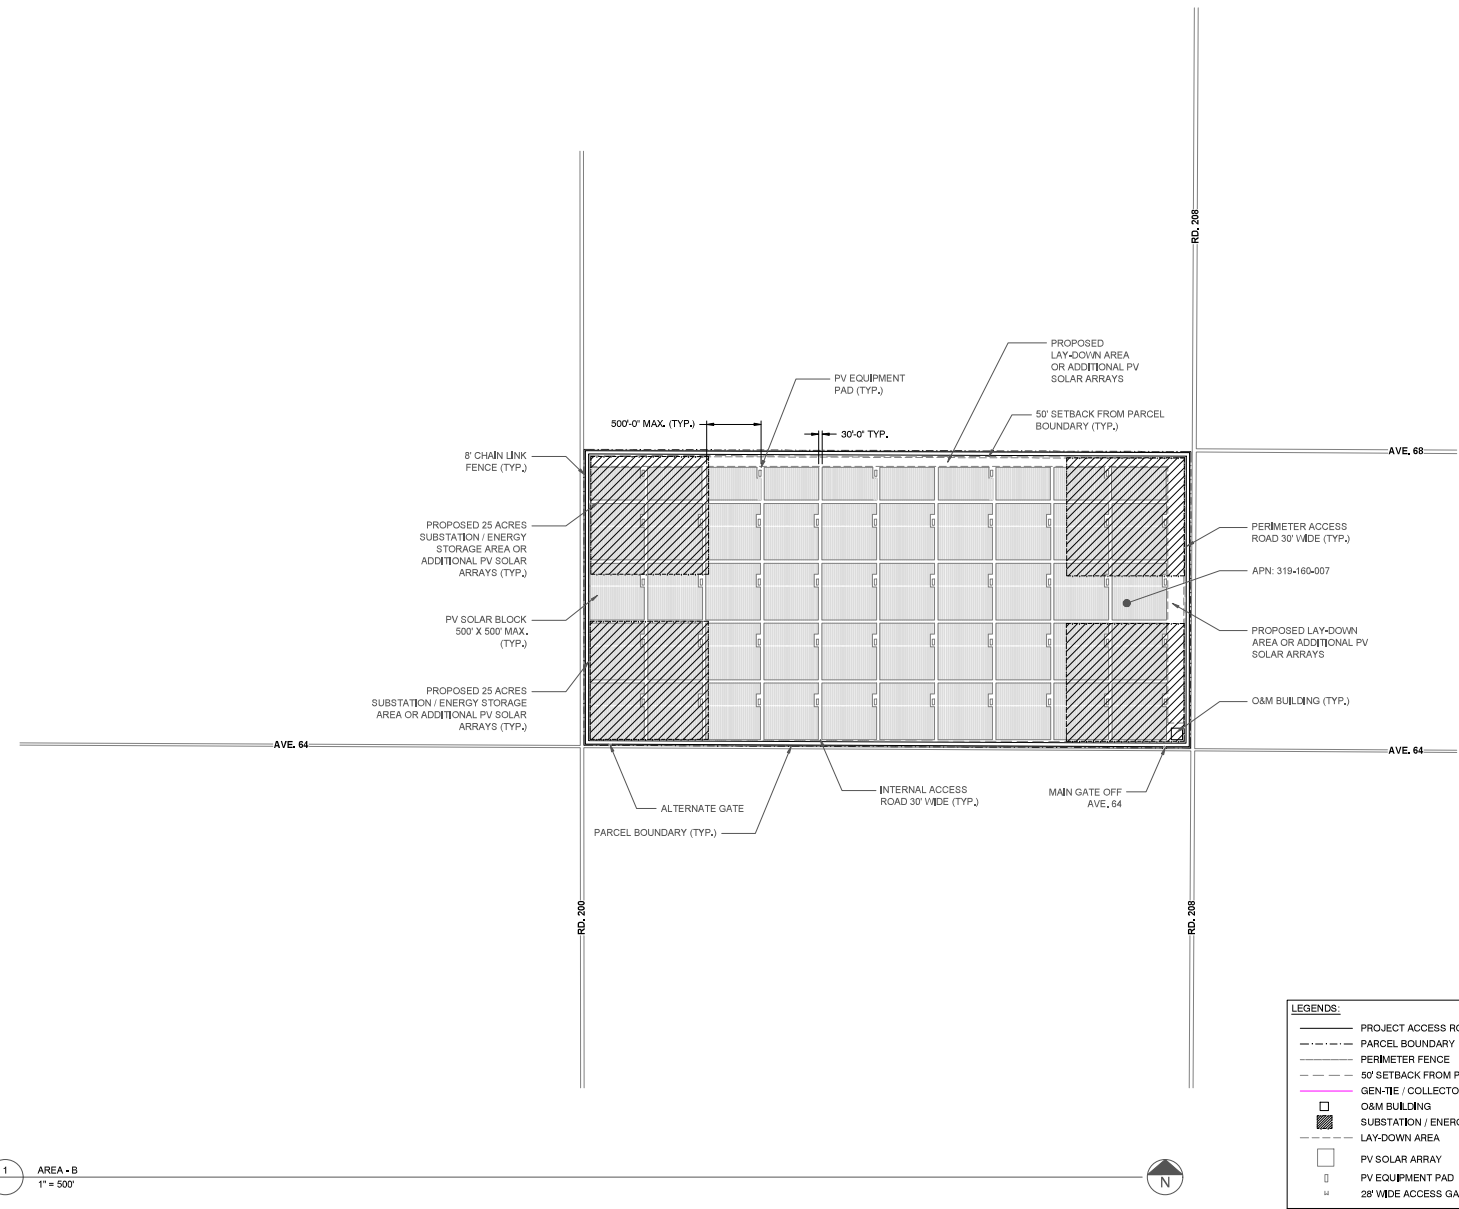 RD. 208
PROPOSED
LAY-DOWN AREA
OR ADDITIONAL PV
SOLAR ARRAYS
PV EQUIPMENT
PAD (TYP.)
50' SETBACK FROM PARCEL
BOUNDARY (TYP.)
500'-0" MAX. (TYP.)
30'-0" TYP.
8' CHAIN LINK
FENCE (TYP.)
AVE. 68
PROPOSED 25 ACRES
SUBSTATION / ENERGY
STORAGE AREA OR
ADDITIONAL PV SOLAR
ARRAYS (TYP.)
PERIMETER ACCESS
ROAD 30' WIDE (TYP.)
APN: 319-160-007
PV SOLAR BLOCK
500' X 500' MAX.
(TYP.)
PROPOSED LAY-DOWN
AREA OR ADDITIONAL PV
SOLAR ARRAYS
PROPOSED 25 ACRES
SUBSTATION / ENERGY STORAGE
AREA OR ADDITIONAL PV SOLAR
ARRAYS (TYP.)
O&M BUILDING (TYP.)
AVE. 64
AVE. 64
INTERNAL ACCESS
ROAD 30' WIDE (TYP.)
MAIN GATE OFF
AVE. 64
ALTERNATE GATE
PARCEL BOUNDARY (TYP.)
RD. 200
RD. 208
LEGENDS:
PROJECT ACCESS RO
PARCEL BOUNDARY
PERIMETER FENCE
50' SETBACK FROM P
GEN-TIE / COLLECTO
O&M BUILDING
SUBSTATION / ENERG
LAY-DOWN AREA
PV SOLAR ARRAY
PV EQUIPMENT PAD
28' WIDE ACCESS GA
1
AREA - B
1" = 500'
N